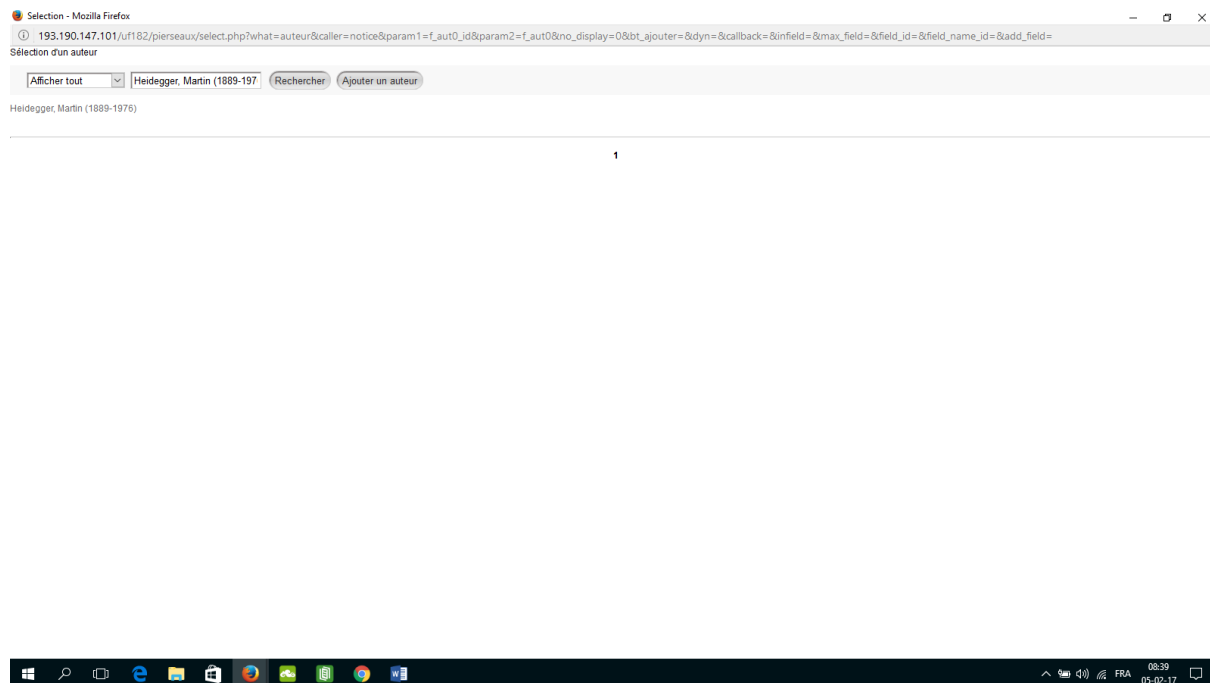 Selection - Mozilla Firefox
193.190.147.101/uf182/pierseaux/select.php?what=auteur&caller=notice&param1=f_aut0_id&param2=f_aut0&no_display=0&bt_ajouter=&dyn=&callback=&infield=&max_field=&field_id=&field_name_id=&add_field=
Sélection d'un auteur
Afficher tout Heidegger, Martin (1889-197 Rechercher Ajouter un auteur
Heidegger, Martin (1889-1976)
1
FRA 08:39
05-02-17